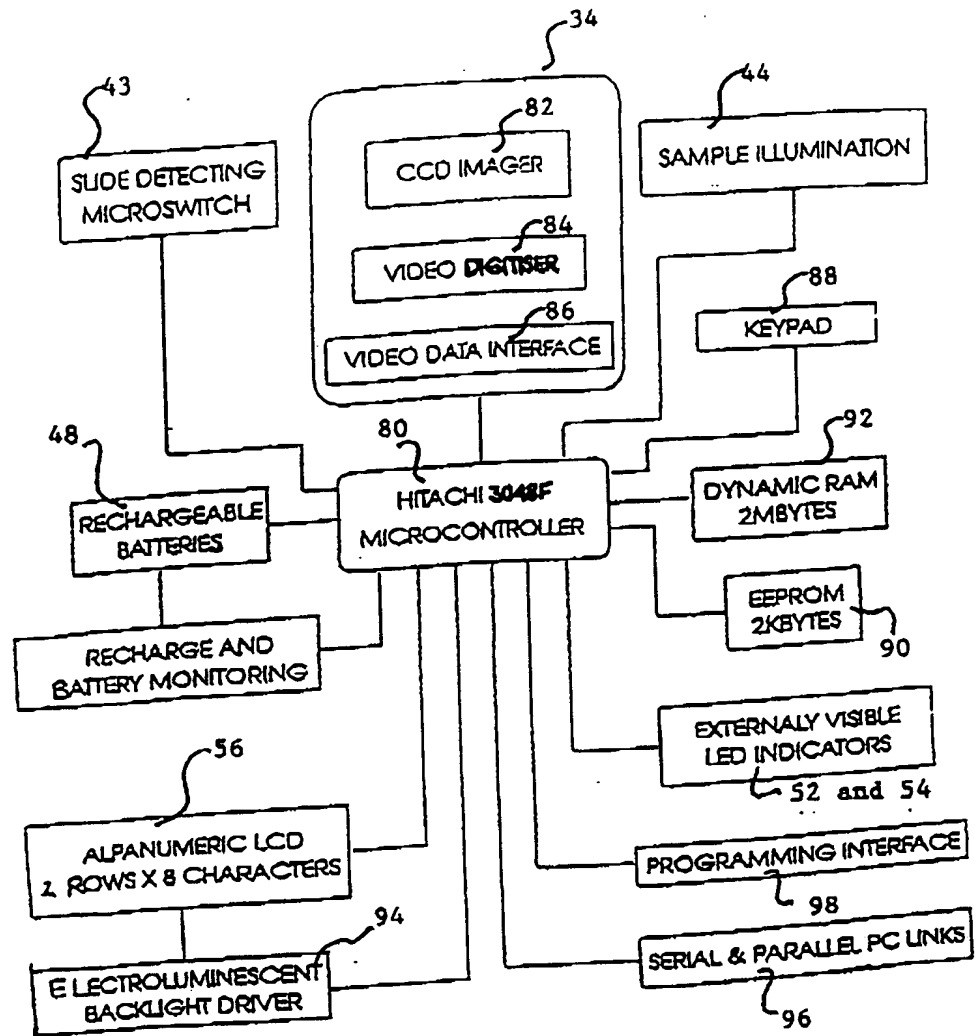 34
43
82
44
SLIDE DETECTING
MICROSWITCH
CCD IMAGER
SAMPLE ILLUMINATION
84
VIDEO DIGITISER
88
KEYPAD
86
VIDEO DATA INTERFACE
48
80
92
RECHARGEABLE
BATTERIES
HITACHI 3048F
MICROCONTROLLER
DYNAMIC RAM
2MBYTES
EEPROM
2KBYTES
90
RECHARGE AND
BATTERY MONITORING
EXTERNALY VISIBLE
LED INDICATORS
52 and 54
56
ALPANUMERIC LCD
2 ROWS X 8 CHARACTERS
PROGRAMMING INTERFACE
98
94
ELECTROLUMINESCENT
BACKLIGHT DRIVER
SERIAL & PARALLEL PC LINKS
96